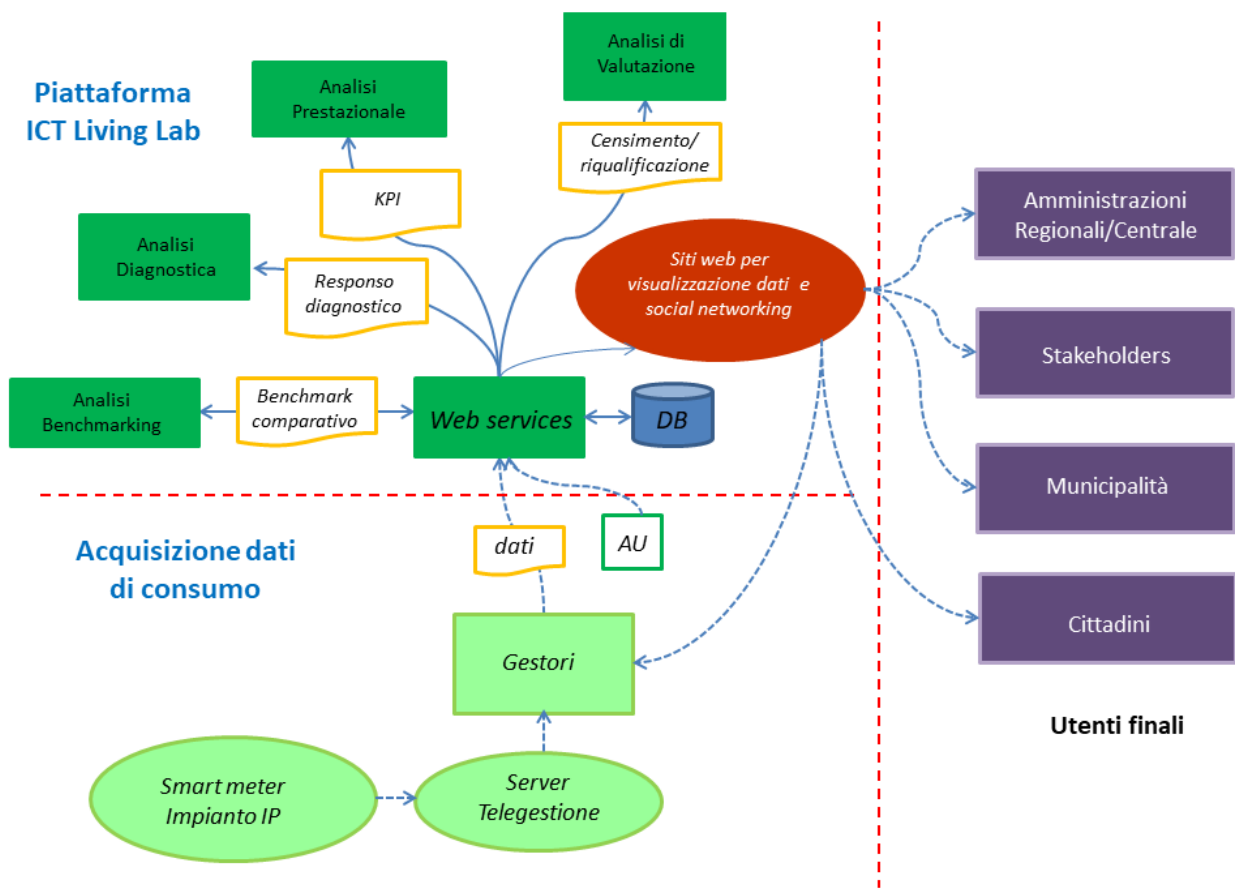 Piattaforma
ICT Living Lab
Analisi
Prestazionale
Analisi di
Valutazione
KPI
Censimento/
riqualificazione
Analisi
Diagnostica
Responso
diagnostico
Siti web per
visualizzazione dati e
social networking
Analisi
Benchmarking
Benchmark
comparativo
Web services
DB
Acquisizione dati
di consumo
dati
AU
Gestori
Smart meter
Impianto IP
Server
Telegestione
Amministrazioni
Regionali/Centrale
Stakeholders
Municipalità
Cittadini
Utenti finali